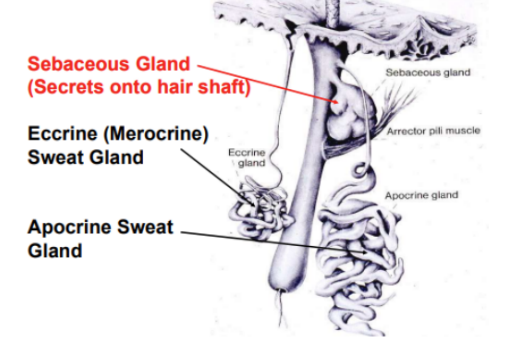 Sebaceous Gland
(Secrets onto hair shaft)
Sebaceous gland
Eccrine (Merocrine)
Sweat Gland
Arrector pili muscle
Eccrine
gland
Apocrine gland
Apocrine Sweat
Gland